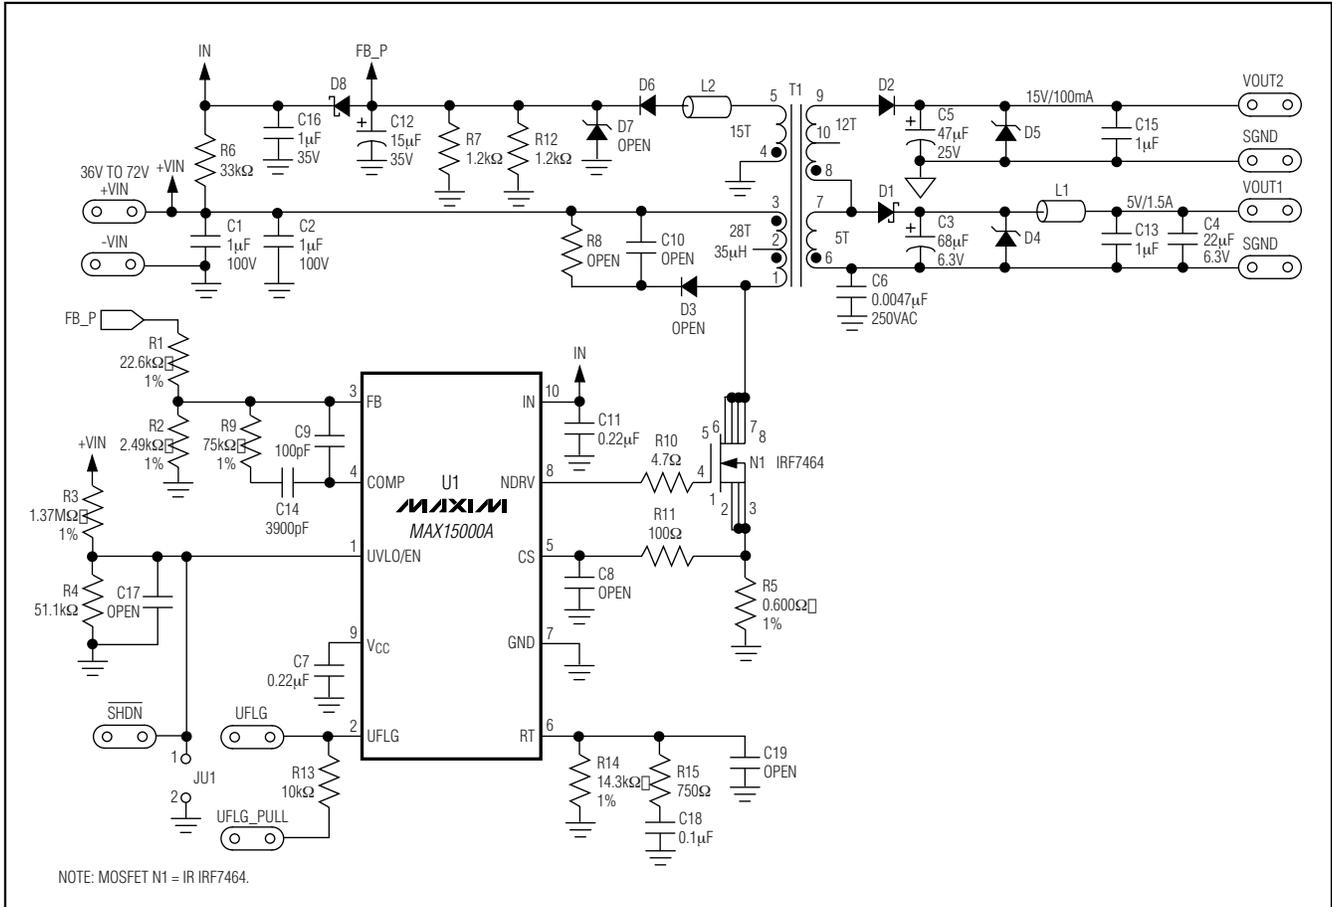 IN
FB_P
D8
C16
1µF
35V
+
C12
15µF
35V
R7
1.2kΩ
R12
1.2kΩ
D7
OPEN
D6
L2
5
T1
9
15T
4
12T
10
8
D2
+
C5
47µF
25V
D5
15V/100mA
C15
1µF
VOUT2
SGND
R6
33kΩ
36V TO 72V
+VIN
+VIN
-VIN
C1
1µF
100V
C2
1µF
100V
R8
OPEN
C10
OPEN
D3
OPEN
3
28T
2
35µH
1
7
5T
6
D1
+
C3
68µF
6.3V
D4
L1
5V/1.5A
C13
1µF
C4
22µF
6.3V
VOUT1
SGND
C6
0.0047µF
250VAC
FB_P
R1
22.6kΩ
1%
R2
2.49kΩ
1%
R9
75kΩ
1%
C9
100pF
C14
3900pF
+VIN
R3
1.37MΩ
1%
R4
51.1kΩ
C17
OPEN
C7
0.22µF
3
FB
4
COMP
1
UVLO/EN
9
VCC
2
UFLG
U1
MAXIM
MAX15000A
IN
10
NDRV
8
CS
5
GND
7
RT
6
IN
C11
0.22µF
R10
4.7Ω
R11
100Ω
C8
OPEN
5
6
7
8
4
1
2
3
N1 IRF7464
R5
0.600Ω
1%
SHDN
UFLG
1
JU1
2
R13
10kΩ
UFLG_PULL
R14
14.3kΩ
1%
R15
750Ω
C18
0.1µF
C19
OPEN
NOTE: MOSFET N1 = IR IRF7464.